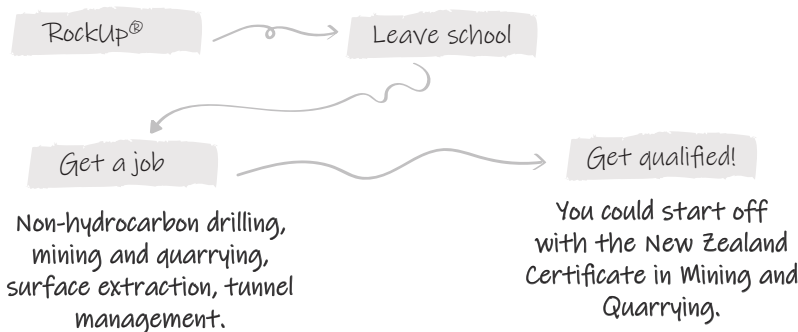 RockUp®
Leave school
Get a job
Non-hydrocarbon drilling,
mining and quarrying,
surface extraction, tunnel
management.
Get qualified!
You could start off
with the New Zealand
Certificate in Mining and
Quarrying.